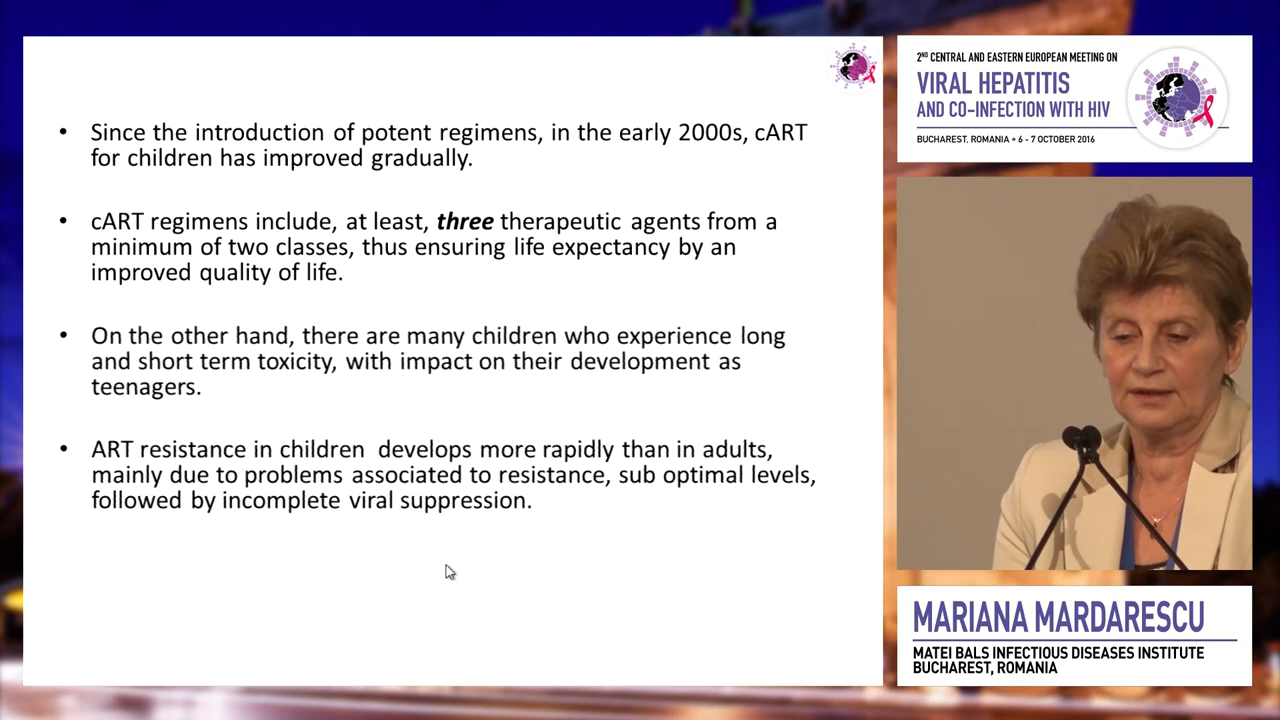 • Since the introduction of potent regimens, in the early 2000s, cART
for children has improved gradually.
• cART regimens include, at least, three therapeutic agents from a
minimum of two classes, thus ensuring life expectancy by an
improved quality of life.
• On the other hand, there are many children who experience long
and short term toxicity, with impact on their development as
teenagers.
• ART resistance in children  develops more rapidly than in adults,
mainly due to problems associated to resistance, sub optimal levels,
followed by incomplete viral suppression.
2ND CENTRAL AND EASTERN EUROPEAN MEETING ON
VIRAL HEPATITIS
AND CO-INFECTION WITH HIV
BUCHAREST, ROMANIA • 6 - 7 OCTOBER 2016
MARIANA MARDARESCU
MATEI BALS INFECTIOUS DISEASES INSTITUTE
BUCHAREST, ROMANIA